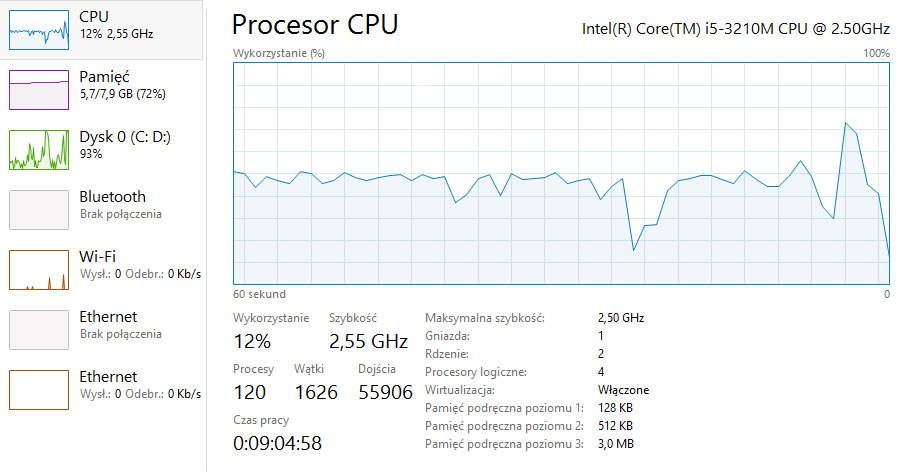 CPU
12% 2,55 GHz
Pamięć
5,7/7,9 GB (72%)
Dysk 0 (C: D:)
93%
Bluetooth
Brak połączenia
Wi-Fi
Wysł.: 0 Odebr.: 0 Kb/s
Ethernet
Brak połączenia
Ethernet
Wysł.: 0 Odebr.: 0 Kb/s
Procesor CPU
Intel(R) Core(TM) i5-3210M CPU @ 2.50GHz
Wykorzystanie (%) 100%
60 sekund 0
Wykorzystanie Szybkość
12% 2,55 GHz
Procesy Wątki Dojścia
120 1626 55906
Czas pracy
0:09:04:58
Maksymalna szybkość: 2,50 GHz
Gniazda: 1
Rdzenie: 2
Procesory logiczne: 4
Wirtualizacja: Włączone
Pamięć podręczna poziomu 1: 128 KB
Pamięć podręczna poziomu 2: 512 KB
Pamięć podręczna poziomu 3: 3,0 MB